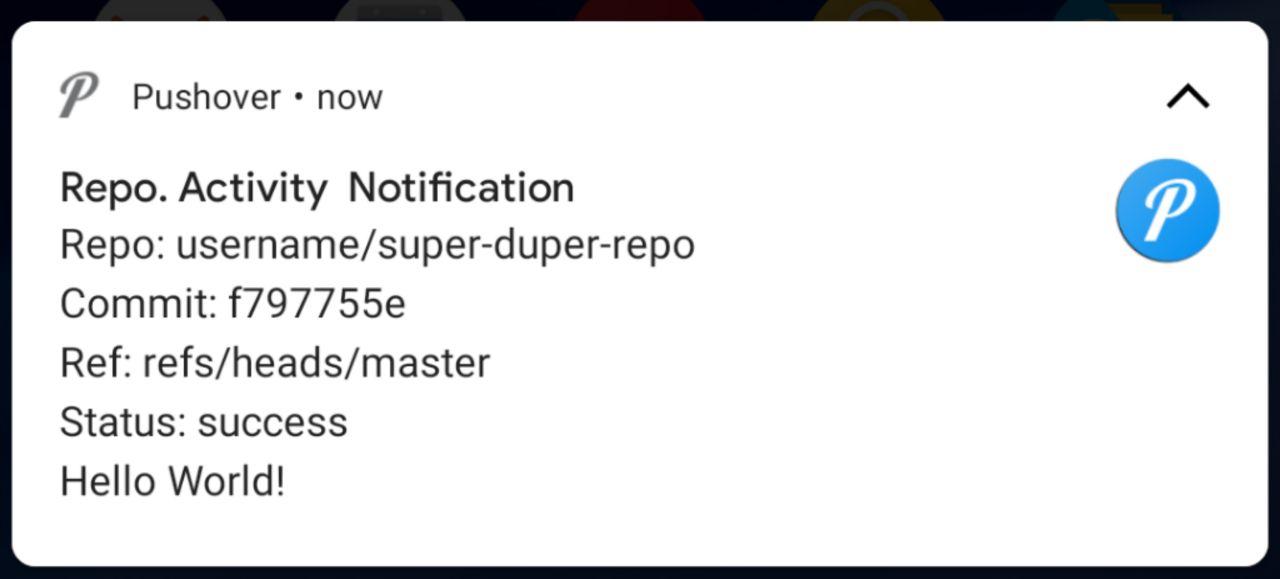 Pushover • now
Repo. Activity  Notification
Repo: username/super-duper-repo
Commit: f797755e
Ref: refs/heads/master
Status: success
Hello World!